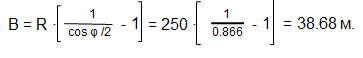 B = R · [ 1 / cos φ /2 - 1 ] = 250 · [ 1 / 0.866 - 1 ] = 38.68 м.